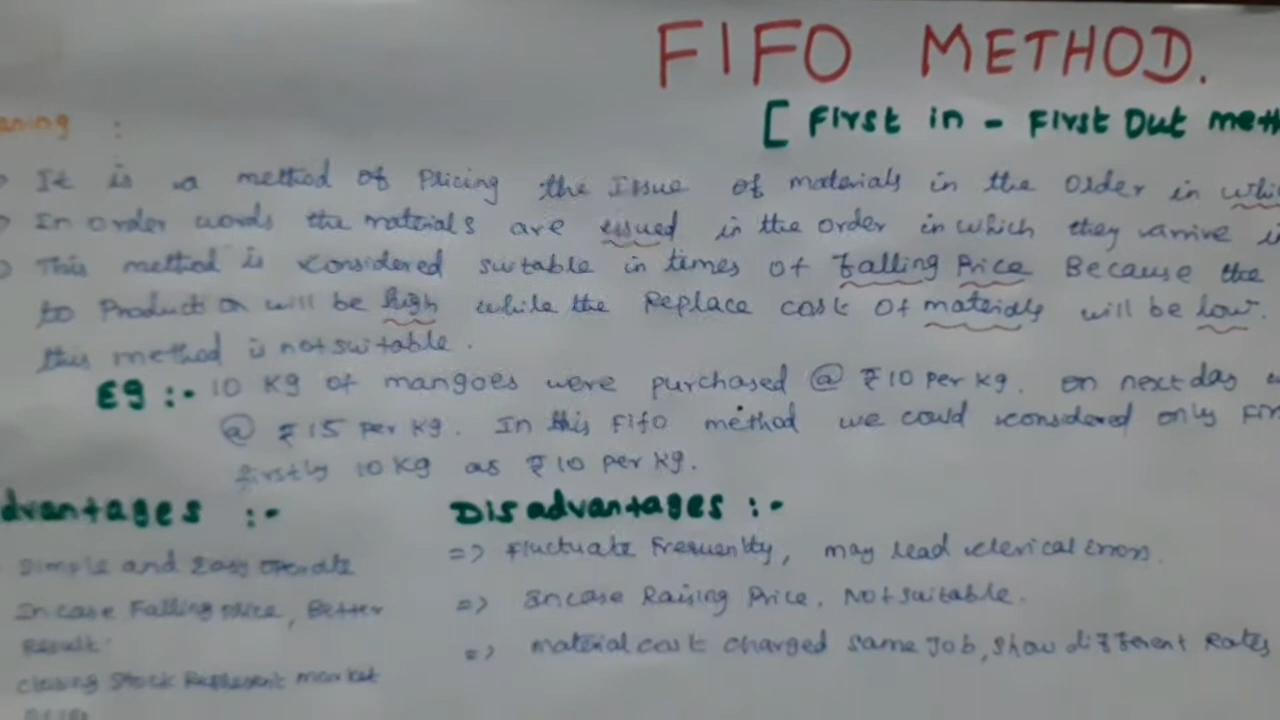 FIFO METHOD.
[ First in - First Out meth
aning :
It is a method of Pricing the Issue of materials in the Order in whi
In order words the materials are issued in the order in which they arrive i
This method is considered suitable in times of falling Price Because the
to Production will be high while the Replace cost of materials will be low.
this method is not suitable.
Eg :- 10 Kg of mangoes were purchased @ ₹10 per kg. on next day
@ ₹15 per kg. In this Fifo method we could considered only Fir
firstly 10 kg as ₹10 per kg.
dvantages :-
Simple and Easy operate
In case Falling price, Better
Result.
closing Stock Represent market
Disadvantages :-
=> Fluctuate Frequently, may lead clerical Errors.
=> Incase Raising Price, Not suitable.
=> material cost charged same Job, show different Rates